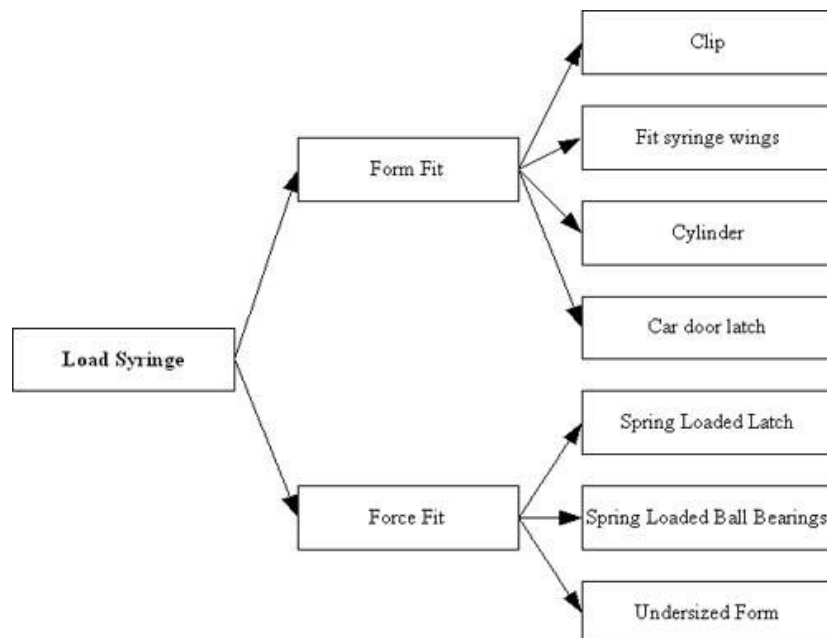 Load Syringe
Form Fit
Clip
Fit syringe wings
Cylinder
Car door latch
Force Fit
Spring Loaded Latch
Spring Loaded Ball Bearings
Undersized Form